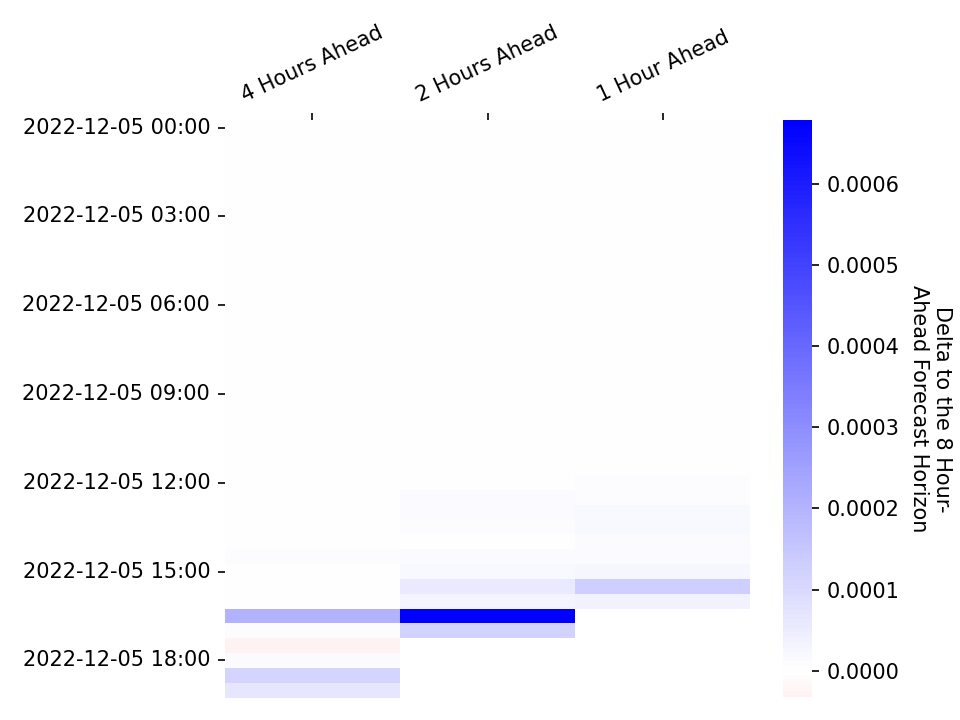 4 Hours Ahead
2 Hours Ahead
1 Hour Ahead
2022-12-05 00:00
2022-12-05 03:00
2022-12-05 06:00
2022-12-05 09:00
2022-12-05 12:00
2022-12-05 15:00
2022-12-05 18:00
0.0006
0.0005
0.0004
0.0003
0.0002
0.0001
0.0000
Delta to the 8 Hour-
Ahead Forecast Horizon